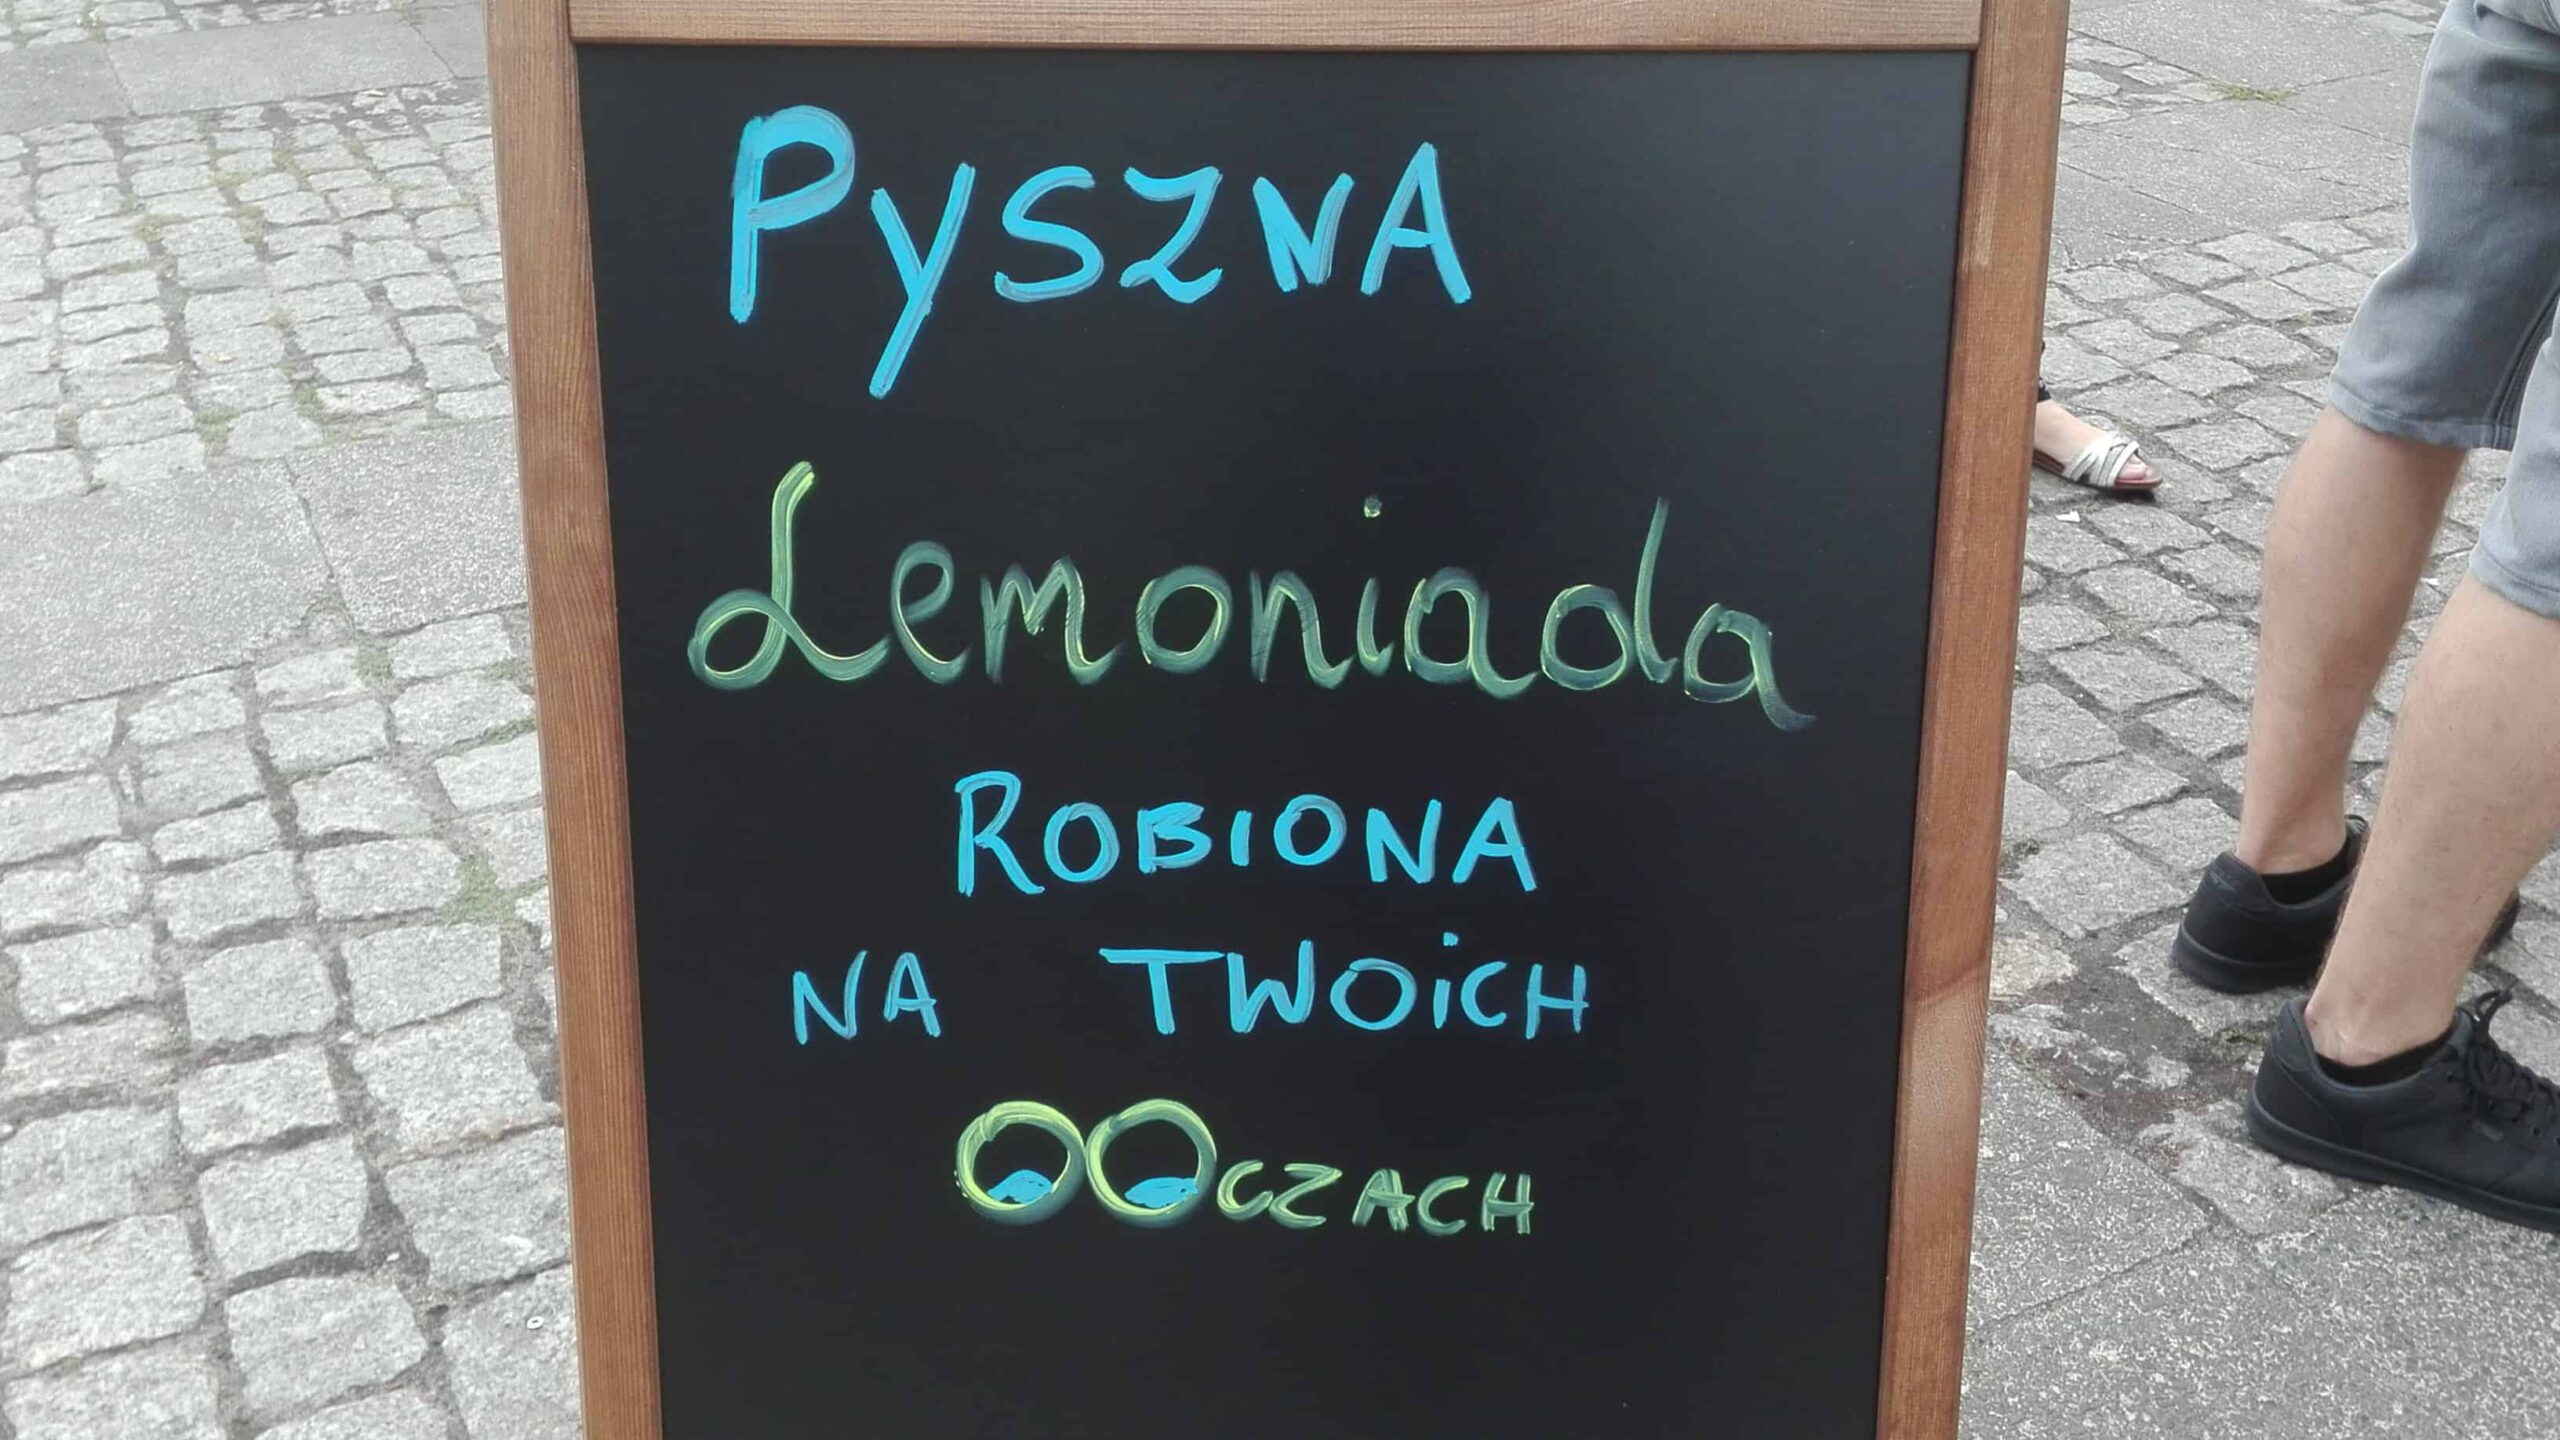 PYSZNA
Lemoniada
ROBIONA
NA TWOiCH
OOCZACH